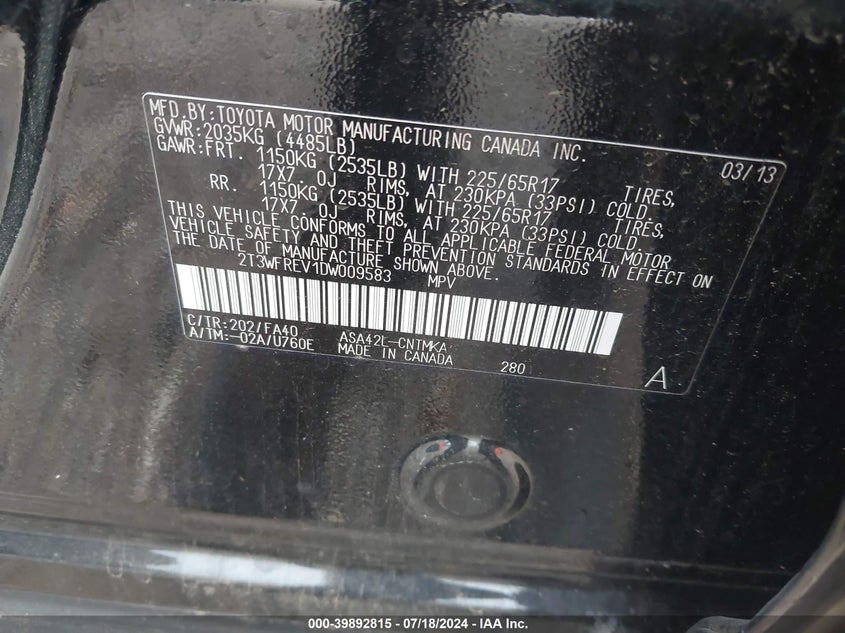 MFD.BY:TOYOTA MOTOR MANUFACTURING CANADA INC.
GVWR:2035KG (4485LB) 03/13
GAWR:FRT. 1150KG (2535LB) WITH 225/65R17 TIRES,
17X7 OJ RIMS, AT 230KPA (33PSI) COLD.
RR. 1150KG (2535LB) WITH 225/65R17 TIRES,
17X7 OJ RIMS, AT 230KPA (33PSI) COLD.
THIS VEHICLE CONFORMS TO ALL APPLICABLE FEDERAL MOTOR
VEHICLE SAFETY AND THEFT PREVENTION STANDARDS IN EFFECT ON
THE DATE OF MANUFACTURE SHOWN ABOVE.
2T3WFREV1DW009583 MPV
C/TR:202/FA40 ASA42L-CNTMKA
A/TM:-02A/U760E MADE IN CANADA 280 A
000-39892815 - 07/18/2024 - IAA Inc.